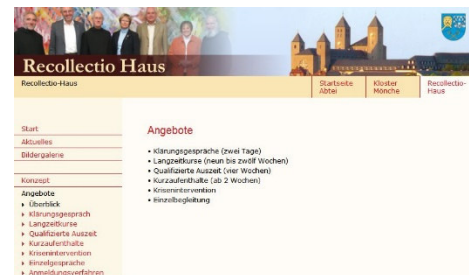 Recollectio Haus
Recollectio-Haus
Startseite
Abtei
Kloster
Mönche
Recollectio-
Haus
Start
Aktuelles
Bildergalerie
Konzept
Angebote
Überblick
Klärungsgespräch
Langzeitkurse
Qualifizierte Auszeit
Kurzaufenthalte
Krisenintervention
Einzelgespräche
Anmeldungsverfahren
Angebote
• Klärungsgespräche (zwei Tage)
• Langzeitkurse (neun bis zwölf Wochen)
• Qualifizierte Auszeit (vier Wochen)
• Kurzaufenthalte (ab 2 Wochen)
• Krisenintervention
• Einzelbegleitung